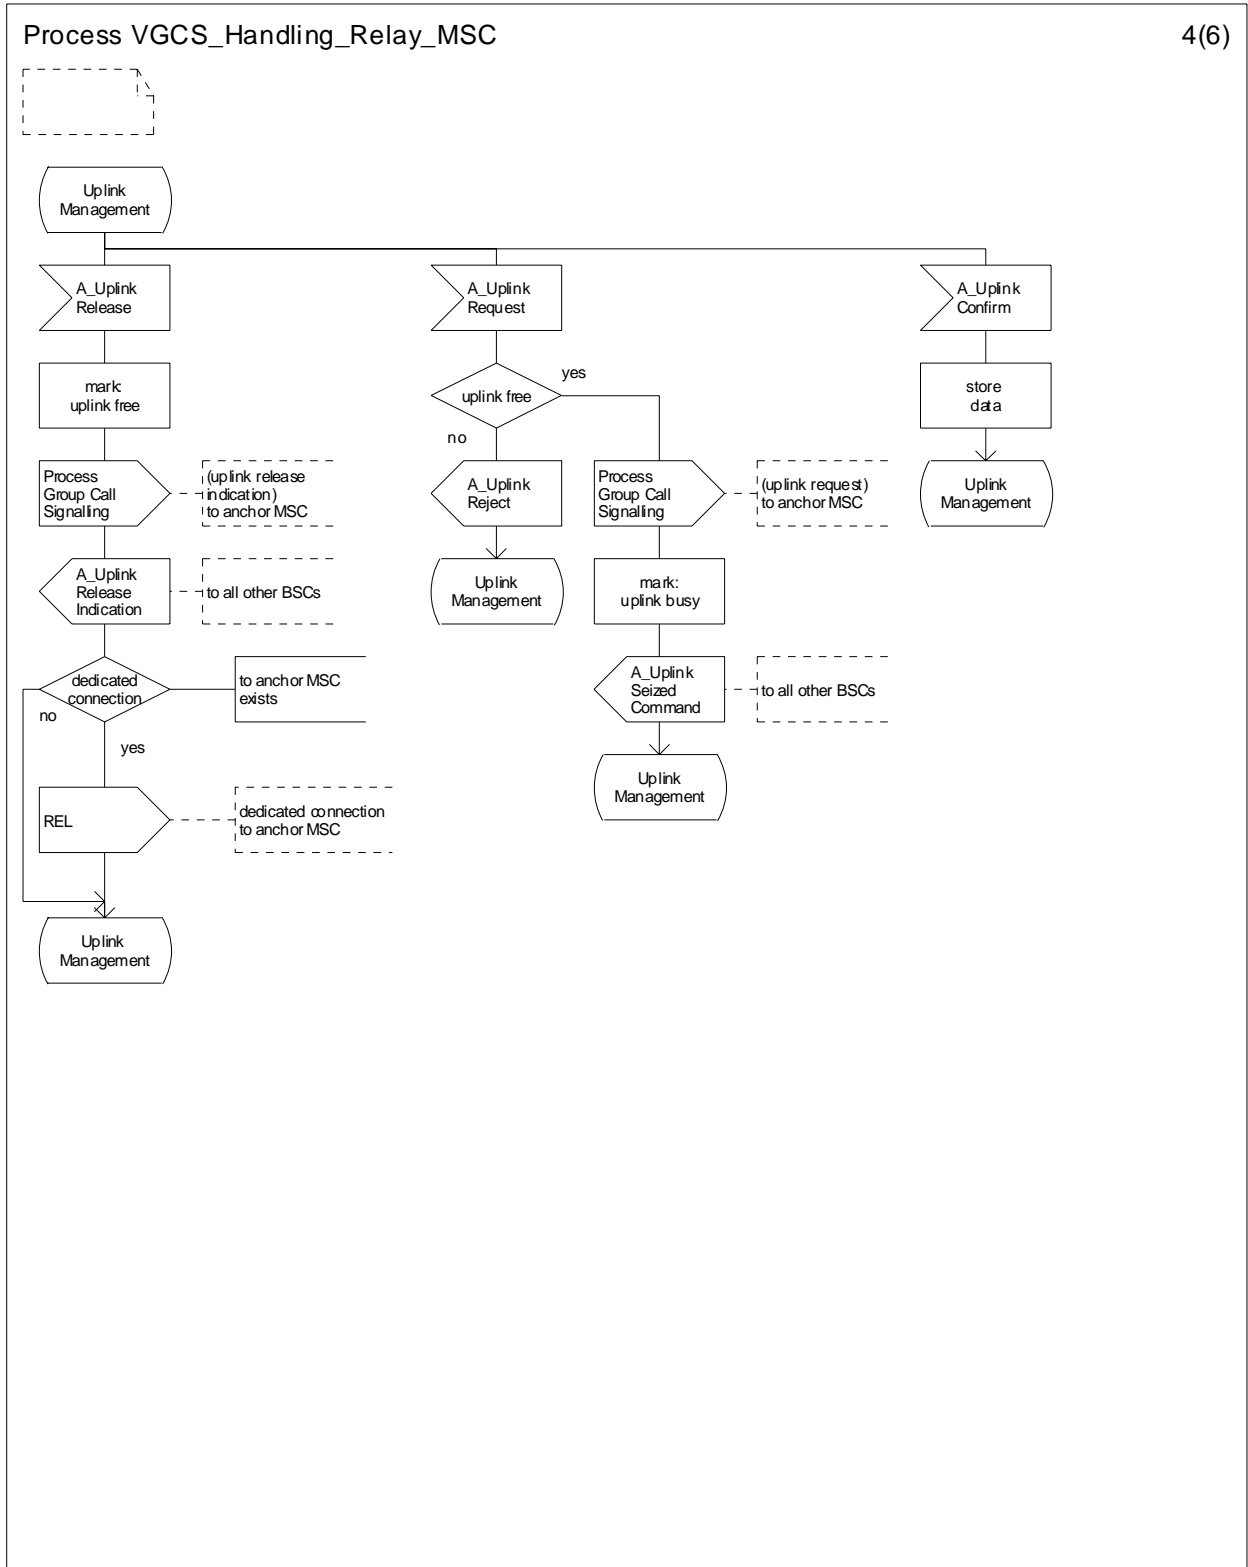 Process VGCS_Handling_Relay_MSC
4(6)
Uplink
Management
A_Uplink
Release
mark:
uplink free
Process
Group Call
Signalling
(uplink release
indication)
to anchor MSC
A_Uplink
Release
Indication
to all other BSCs
dedicated
connection
to anchor MSC
exists
no
yes
REL
dedicated connection
to anchor MSC
Uplink
Management
A_Uplink
Request
uplink free
yes
no
A_Uplink
Reject
Uplink
Management
Process
Group Call
Signalling
(uplink request)
to anchor MSC
mark:
uplink busy
A_Uplink
Seized
Command
to all other BSCs
Uplink
Management
A_Uplink
Confirm
store
data
Uplink
Management